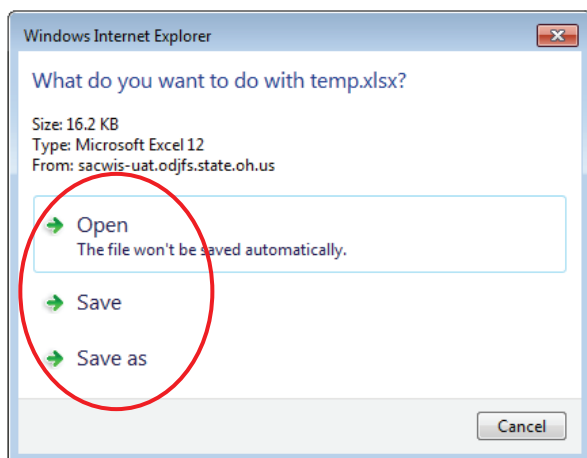 Windows Internet Explorer
What do you want to do with temp.xlsx?
Size: 16.2 KB
Type: Microsoft Excel 12
From: sacwis-uat.odjfs.state.oh.us
Open
The file won't be saved automatically.
Save
Save as
Cancel